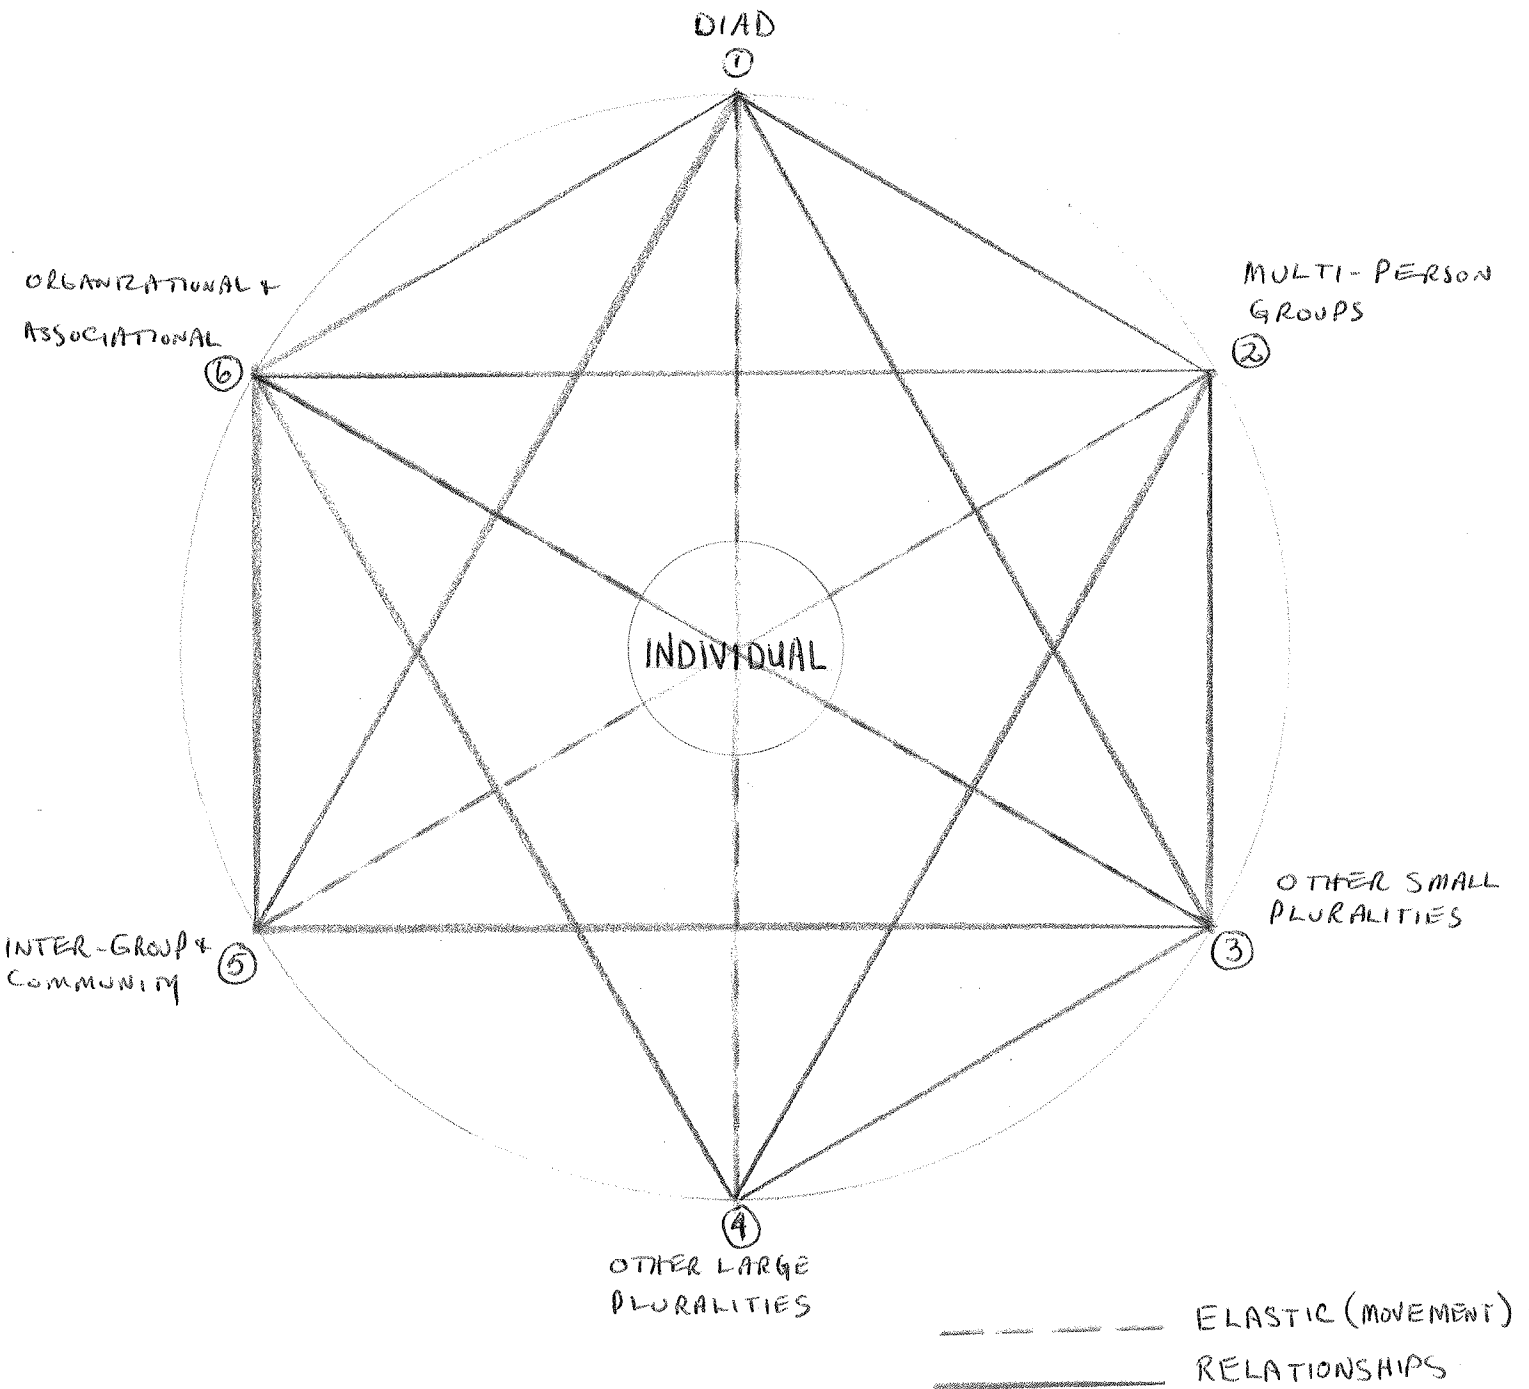 DIAD
1
ORGANIZATIONAL &
ASSOCIATIONAL
6
MULTI-PERSON
GROUPS
2
INDIVIDUAL
OTHER SMALL
PLURALITIES
3
INTER-GROUP &
COMMUNITY
5
4
OTHER LARGE
PLURALITIES
ELASTIC (MOVEMENT)
RELATIONSHIPS